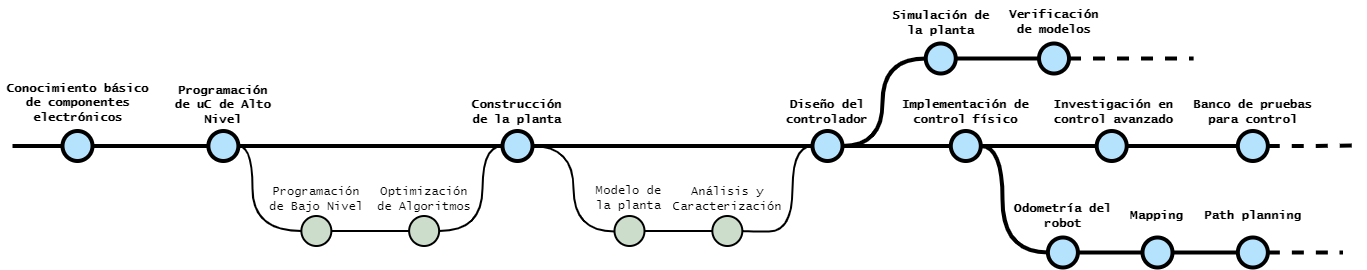 Conocimiento básico
de componentes
electrónicos
Programación
de uC de Alto
Nivel
Programación
de Bajo Nivel
Optimización
de Algoritmos
Construcción
de la planta
Modelo de
la planta
Análisis y
Caracterización
Diseño del
controlador
Simulación de
la planta
Verificación
de modelos
Implementación de
control físico
Investigación en
control avanzado
Banco de pruebas
para control
Odometría del
robot
Mapping
Path planning